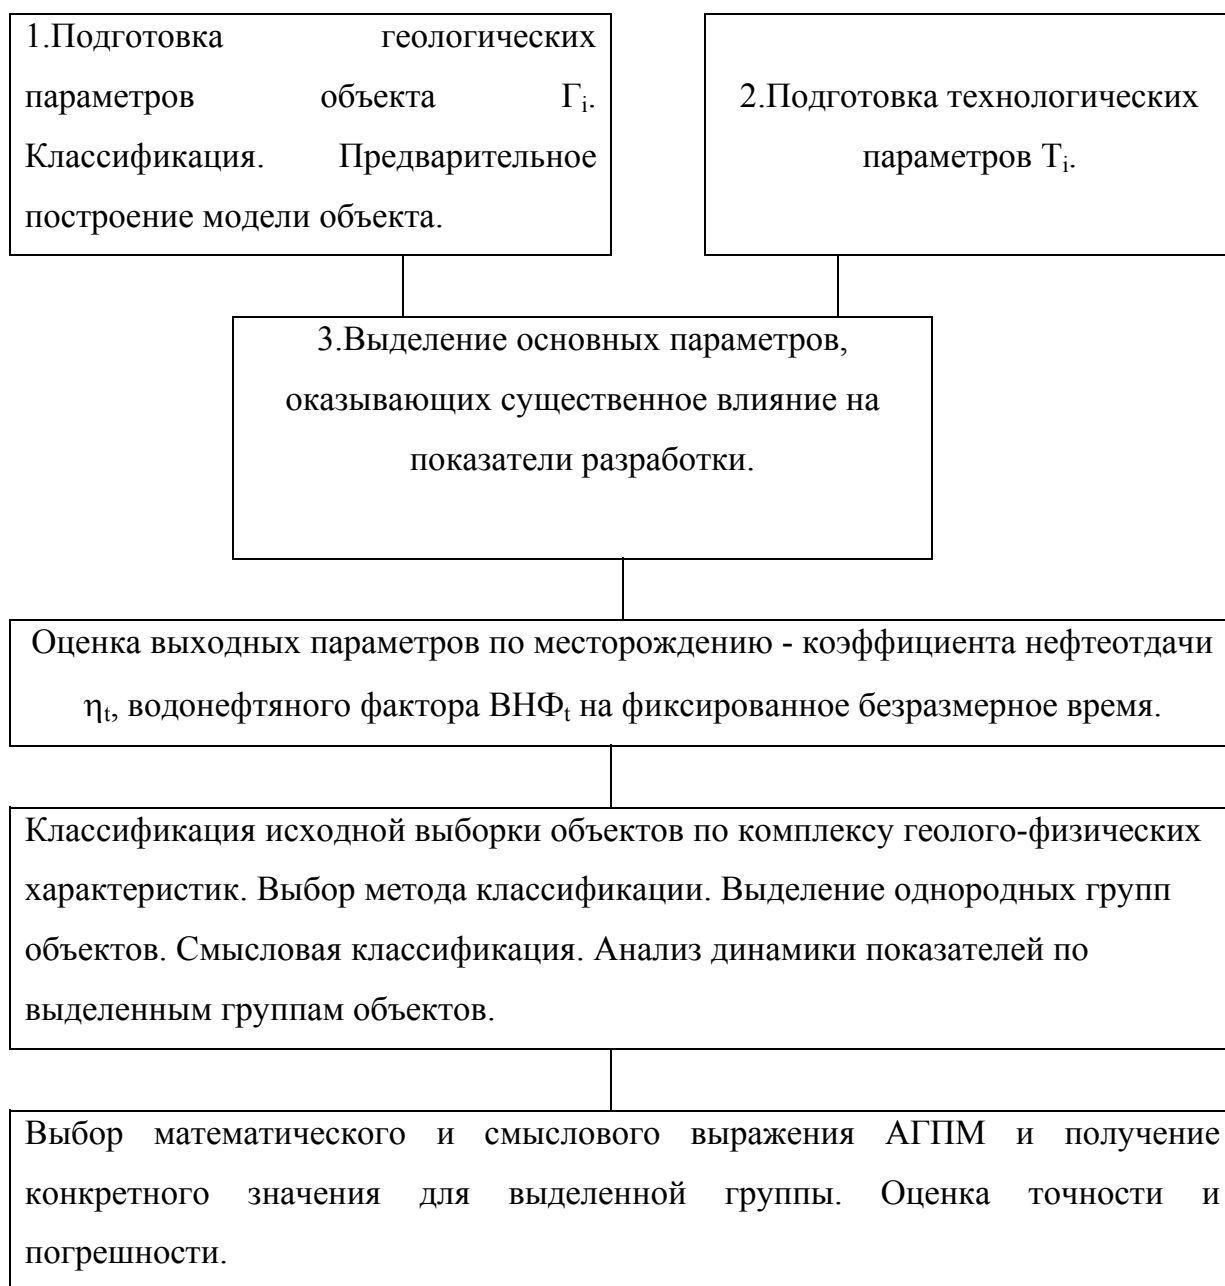 1.Подготовка геологических
параметров объекта Гi.
Классификация. Предварительное
построение модели объекта.
2.Подготовка технологических
параметров Тi.
3.Выделение основных параметров,
оказывающих существенное влияние на
показатели разработки.
Оценка выходных параметров по месторождению - коэффициента нефтеотдачи
ηt, водонефтяного фактора ВНФt на фиксированное безразмерное время.
Классификация исходной выборки объектов по комплексу геолого-физических
характеристик. Выбор метода классификации. Выделение однородных групп
объектов. Смысловая классификация. Анализ динамики показателей по
выделенным группам объектов.
Выбор математического и смыслового выражения АГПМ и получение
конкретного значения для выделенной группы. Оценка точности и
погрешности.